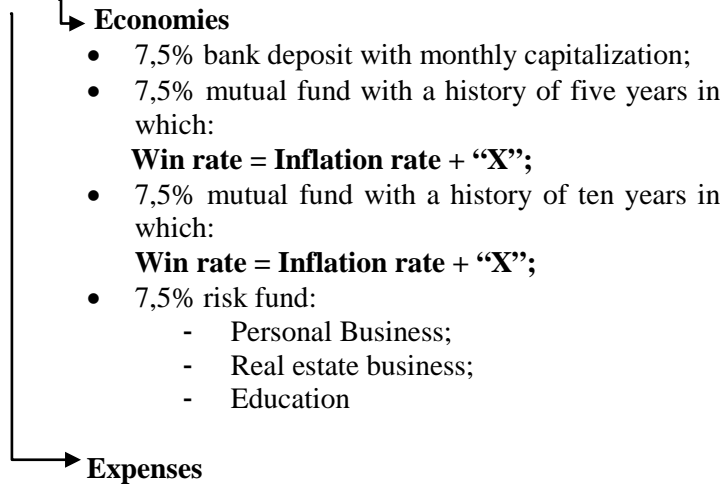 Economies
• 7,5% bank deposit with monthly capitalization;
• 7,5% mutual fund with a history of five years in
which:
Win rate = Inflation rate + “X”;
• 7,5% mutual fund with a history of ten years in
which:
Win rate = Inflation rate + “X”;
• 7,5% risk fund:
- Personal Business;
- Real estate business;
- Education
Expenses